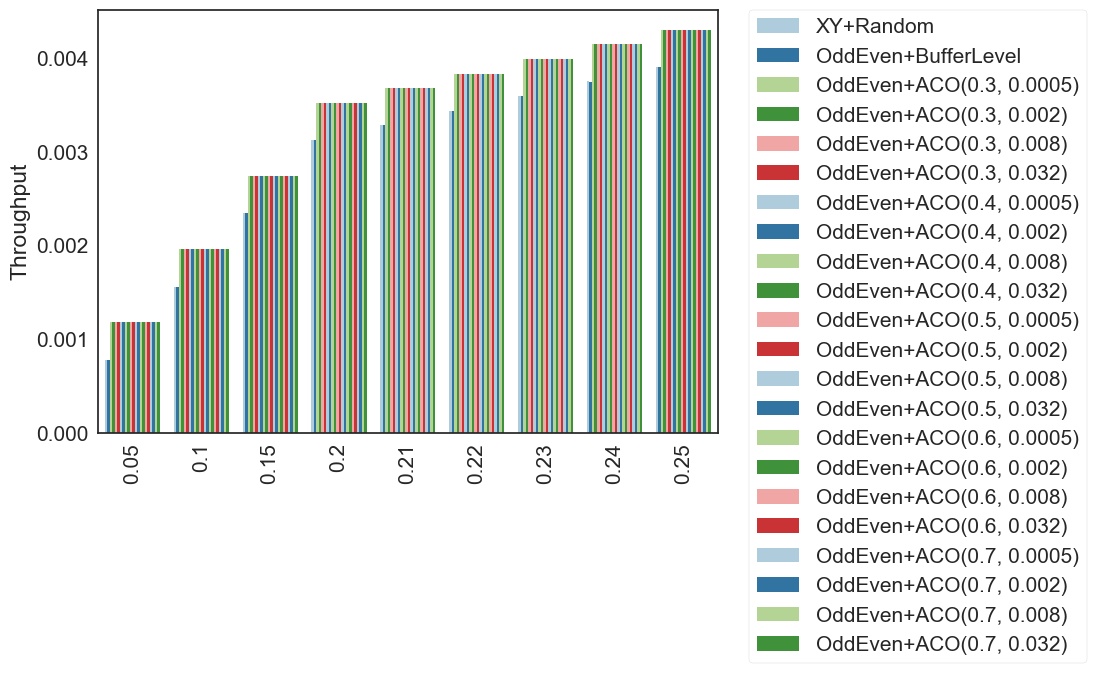 Throughput
0.004
0.003
0.002
0.001
0.000
0.05
0.1
0.15
0.2
0.21
0.22
0.23
0.24
0.25
XY+Random
OddEven+BufferLevel
OddEven+ACO(0.3, 0.0005)
OddEven+ACO(0.3, 0.002)
OddEven+ACO(0.3, 0.008)
OddEven+ACO(0.3, 0.032)
OddEven+ACO(0.4, 0.0005)
OddEven+ACO(0.4, 0.002)
OddEven+ACO(0.4, 0.008)
OddEven+ACO(0.4, 0.032)
OddEven+ACO(0.5, 0.0005)
OddEven+ACO(0.5, 0.002)
OddEven+ACO(0.5, 0.008)
OddEven+ACO(0.5, 0.032)
OddEven+ACO(0.6, 0.0005)
OddEven+ACO(0.6, 0.002)
OddEven+ACO(0.6, 0.008)
OddEven+ACO(0.6, 0.032)
OddEven+ACO(0.7, 0.0005)
OddEven+ACO(0.7, 0.002)
OddEven+ACO(0.7, 0.008)
OddEven+ACO(0.7, 0.032)